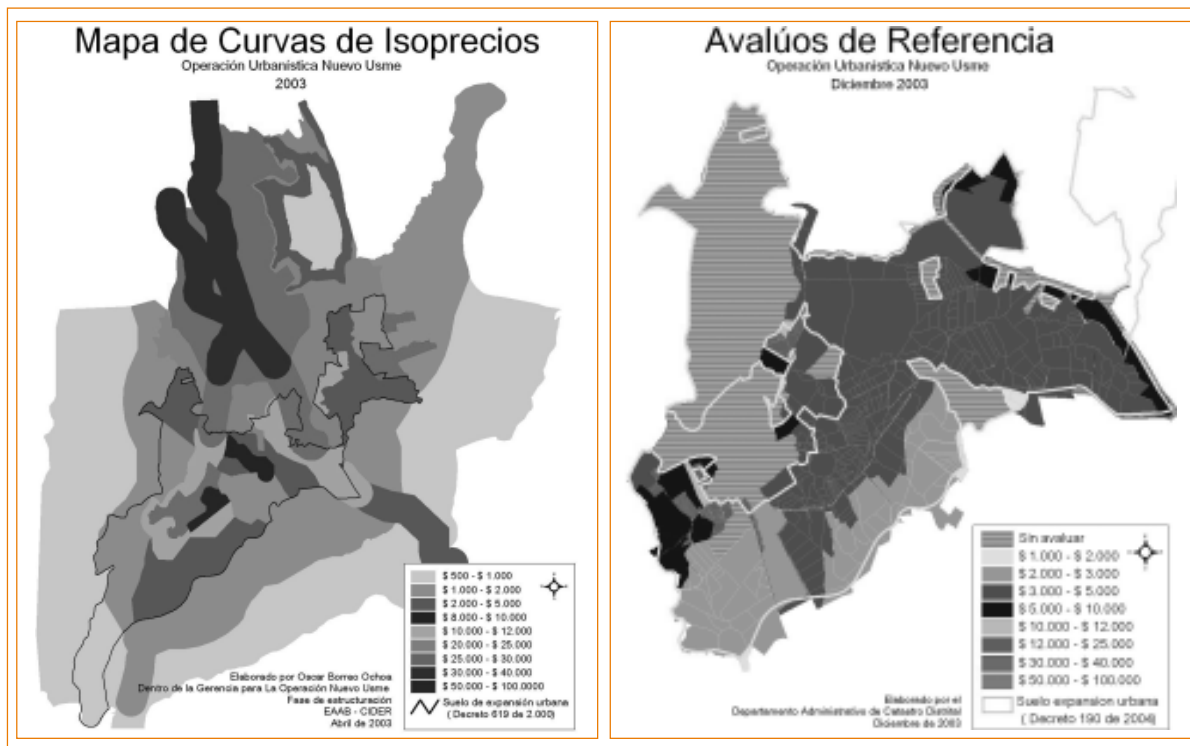 Mapa de Curvas de Isoprecios
Operación Urbanística Nuevo Usme
2003
$ 500 - $ 1.000
$ 1.000 - $ 2.000
$ 2.000 - $ 5.000
$ 8.000 - $ 10.000
$ 10.000 - $ 12.000
$ 20.000 - $ 25.000
$ 25.000 - $ 30.000
$ 30.000 - $ 40.000
$ 50.000 - $ 100.0000
Suelo de expansión urbana
( Decreto 619 de 2.000)
Elaborado por Oscar Borreo Ochoa
Dentro de la Gerencia para La Operación Nuevo Usme
Fase de estructuración
EAAB - CIDER
Abril de 2003
Avalúos de Referencia
Operación Urbanística Nuevo Usme
Diciembre 2003
Sin avaluar
$ 1.000 - $ 2.000
$ 2.000 - $ 3.000
$ 3.000 - $ 5.000
$ 5.000 - $ 10.000
$ 10.000 - $ 12.000
$ 12.000 - $ 25.000
$ 30.000 - $ 40.000
$ 50.000 - $ 100.000
Suelo expansion urbana
( Decreto 190 de 2004)
Elaborado por el
Departamento Administrativo de Catastro Distrital
Diciembre de 2003